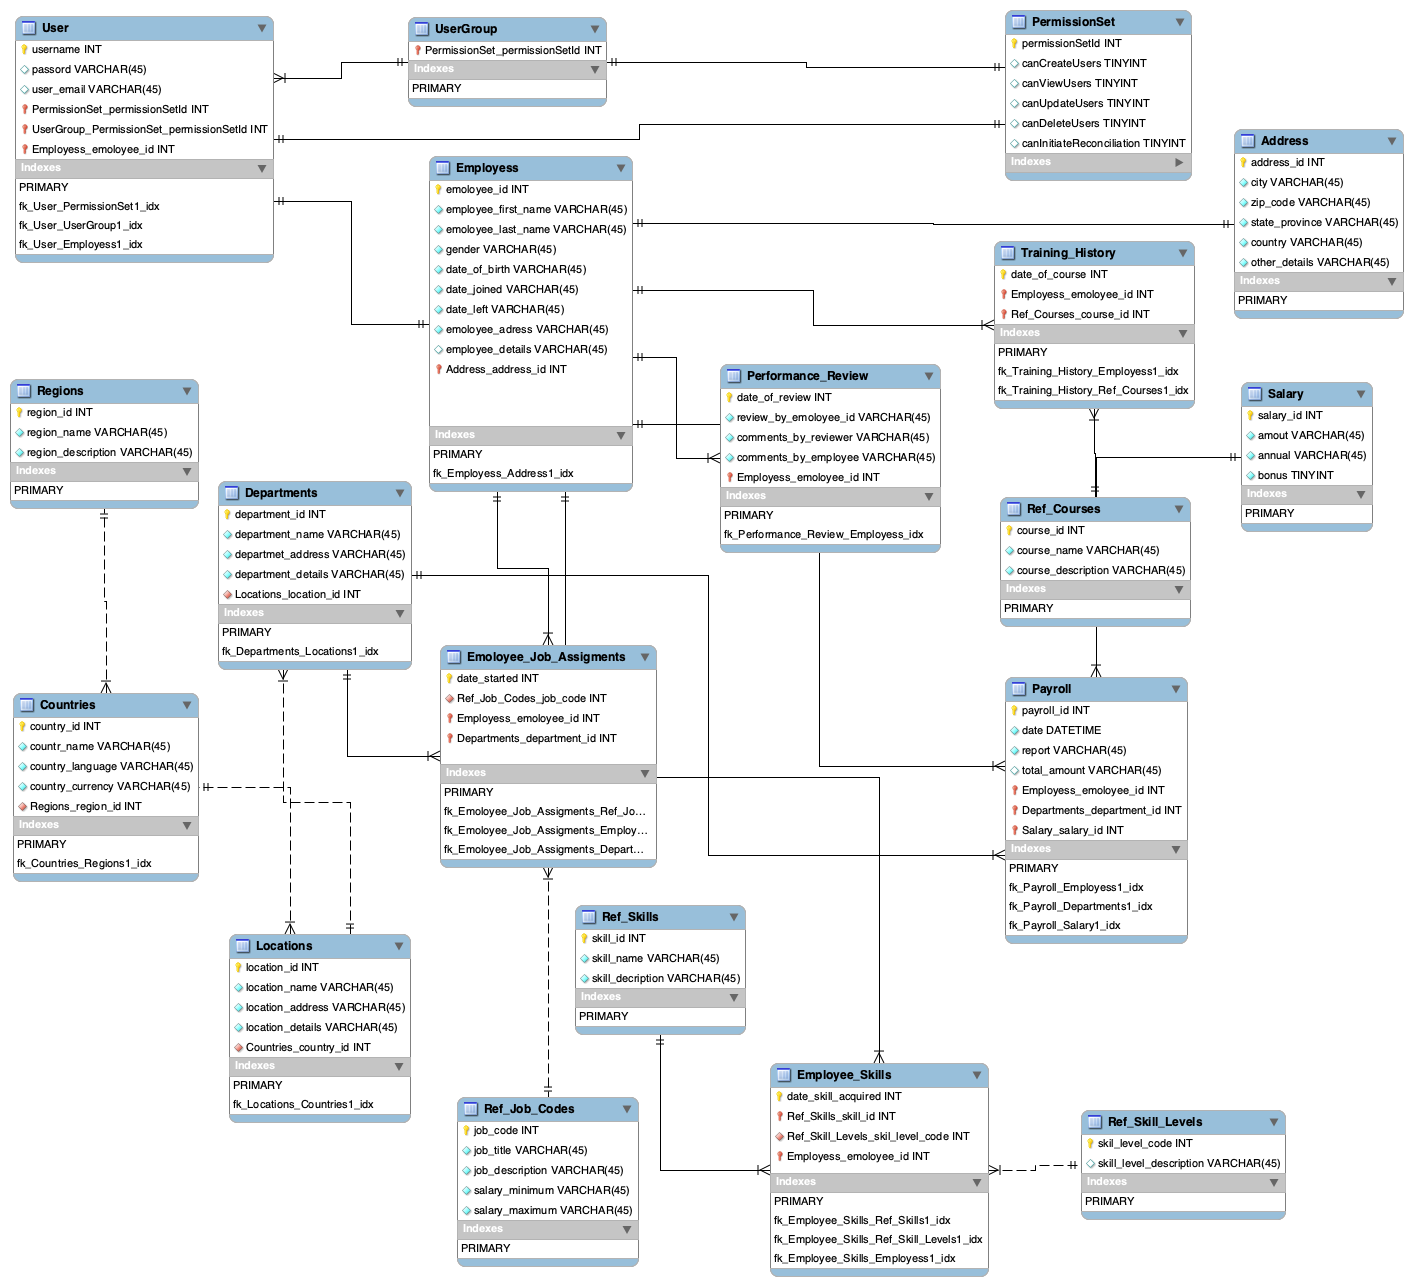 User
username INT
passord VARCHAR(45)
user_email VARCHAR(45)
PermissionSet_permissionSetId INT
UserGroup_PermissionSet_permissionSetId INT
Employess_emoloyee_id INT
Indexes
PRIMARY
fk_User_PermissionSet1_idx
fk_User_UserGroup1_idx
fk_User_Employess1_idx
UserGroup
PermissionSet_permissionSetId INT
Indexes
PRIMARY
PermissionSet
permissionSetId INT
canCreateUsers TINYINT
canViewUsers TINYINT
canUpdateUsers TINYINT
canDeleteUsers TINYINT
canInitiateReconciliation TINYINT
Indexes
Address
address_id INT
city VARCHAR(45)
zip_code VARCHAR(45)
state_province VARCHAR(45)
country VARCHAR(45)
other_details VARCHAR(45)
Indexes
PRIMARY
Employess
emoloyee_id INT
employee_first_name VARCHAR(45)
emoloyee_last_name VARCHAR(45)
gender VARCHAR(45)
date_of_birth VARCHAR(45)
date_joined VARCHAR(45)
date_left VARCHAR(45)
emoloyee_adress VARCHAR(45)
employee_details VARCHAR(45)
Address_address_id INT
Indexes
PRIMARY
fk_Employess_Address1_idx
Training_History
date_of_course INT
Employess_emoloyee_id INT
Ref_Courses_course_id INT
Indexes
PRIMARY
fk_Training_History_Employess1_idx
fk_Training_History_Ref_Courses1_idx
Performance_Review
date_of_review INT
review_by_emoloyee_id VARCHAR(45)
comments_by_reviewer VARCHAR(45)
comments_by_employee VARCHAR(45)
Employess_emoloyee_id INT
Indexes
PRIMARY
fk_Performance_Review_Employess_idx
Salary
salary_id INT
amout VARCHAR(45)
annual VARCHAR(45)
bonus TINYINT
Indexes
PRIMARY
Regions
region_id INT
region_name VARCHAR(45)
region_description VARCHAR(45)
Indexes
PRIMARY
Departments
department_id INT
department_name VARCHAR(45)
departmet_address VARCHAR(45)
department_details VARCHAR(45)
Locations_location_id INT
Indexes
PRIMARY
fk_Departments_Locations1_idx
Ref_Courses
course_id INT
course_name VARCHAR(45)
course_description VARCHAR(45)
Indexes
PRIMARY
Countries
country_id INT
countr_name VARCHAR(45)
country_language VARCHAR(45)
country_currency VARCHAR(45)
Regions_region_id INT
Indexes
PRIMARY
fk_Countries_Regions1_idx
Emoloyee_Job_Assigments
date_started INT
Ref_Job_Codes_job_code INT
Employess_emoloyee_id INT
Departments_department_id INT
Indexes
PRIMARY
fk_Emoloyee_Job_Assigments_Ref_Jo...
fk_Emoloyee_Job_Assigments_Employ...
fk_Emoloyee_Job_Assigments_Depart...
Payroll
payroll_id INT
date DATETIME
report VARCHAR(45)
total_amount VARCHAR(45)
Employess_emoloyee_id INT
Departments_department_id INT
Salary_salary_id INT
Indexes
PRIMARY
fk_Payroll_Employess1_idx
fk_Payroll_Departments1_idx
fk_Payroll_Salary1_idx
Locations
location_id INT
location_name VARCHAR(45)
location_address VARCHAR(45)
location_details VARCHAR(45)
Countries_country_id INT
Indexes
PRIMARY
fk_Locations_Countries1_idx
Ref_Skills
skill_id INT
skill_name VARCHAR(45)
skill_decription VARCHAR(45)
Indexes
PRIMARY
Ref_Job_Codes
job_code INT
job_title VARCHAR(45)
job_description VARCHAR(45)
salary_minimum VARCHAR(45)
salary_maximum VARCHAR(45)
Indexes
PRIMARY
Employee_Skills
date_skill_acquired INT
Ref_Skills_skill_id INT
Ref_Skill_Levels_skil_level_code INT
Employess_emoloyee_id INT
Indexes
PRIMARY
fk_Employee_Skills_Ref_Skills1_idx
fk_Employee_Skills_Ref_Skill_Levels1_idx
fk_Employee_Skills_Employess1_idx
Ref_Skill_Levels
skil_level_code INT
skill_level_description VARCHAR(45)
Indexes
PRIMARY